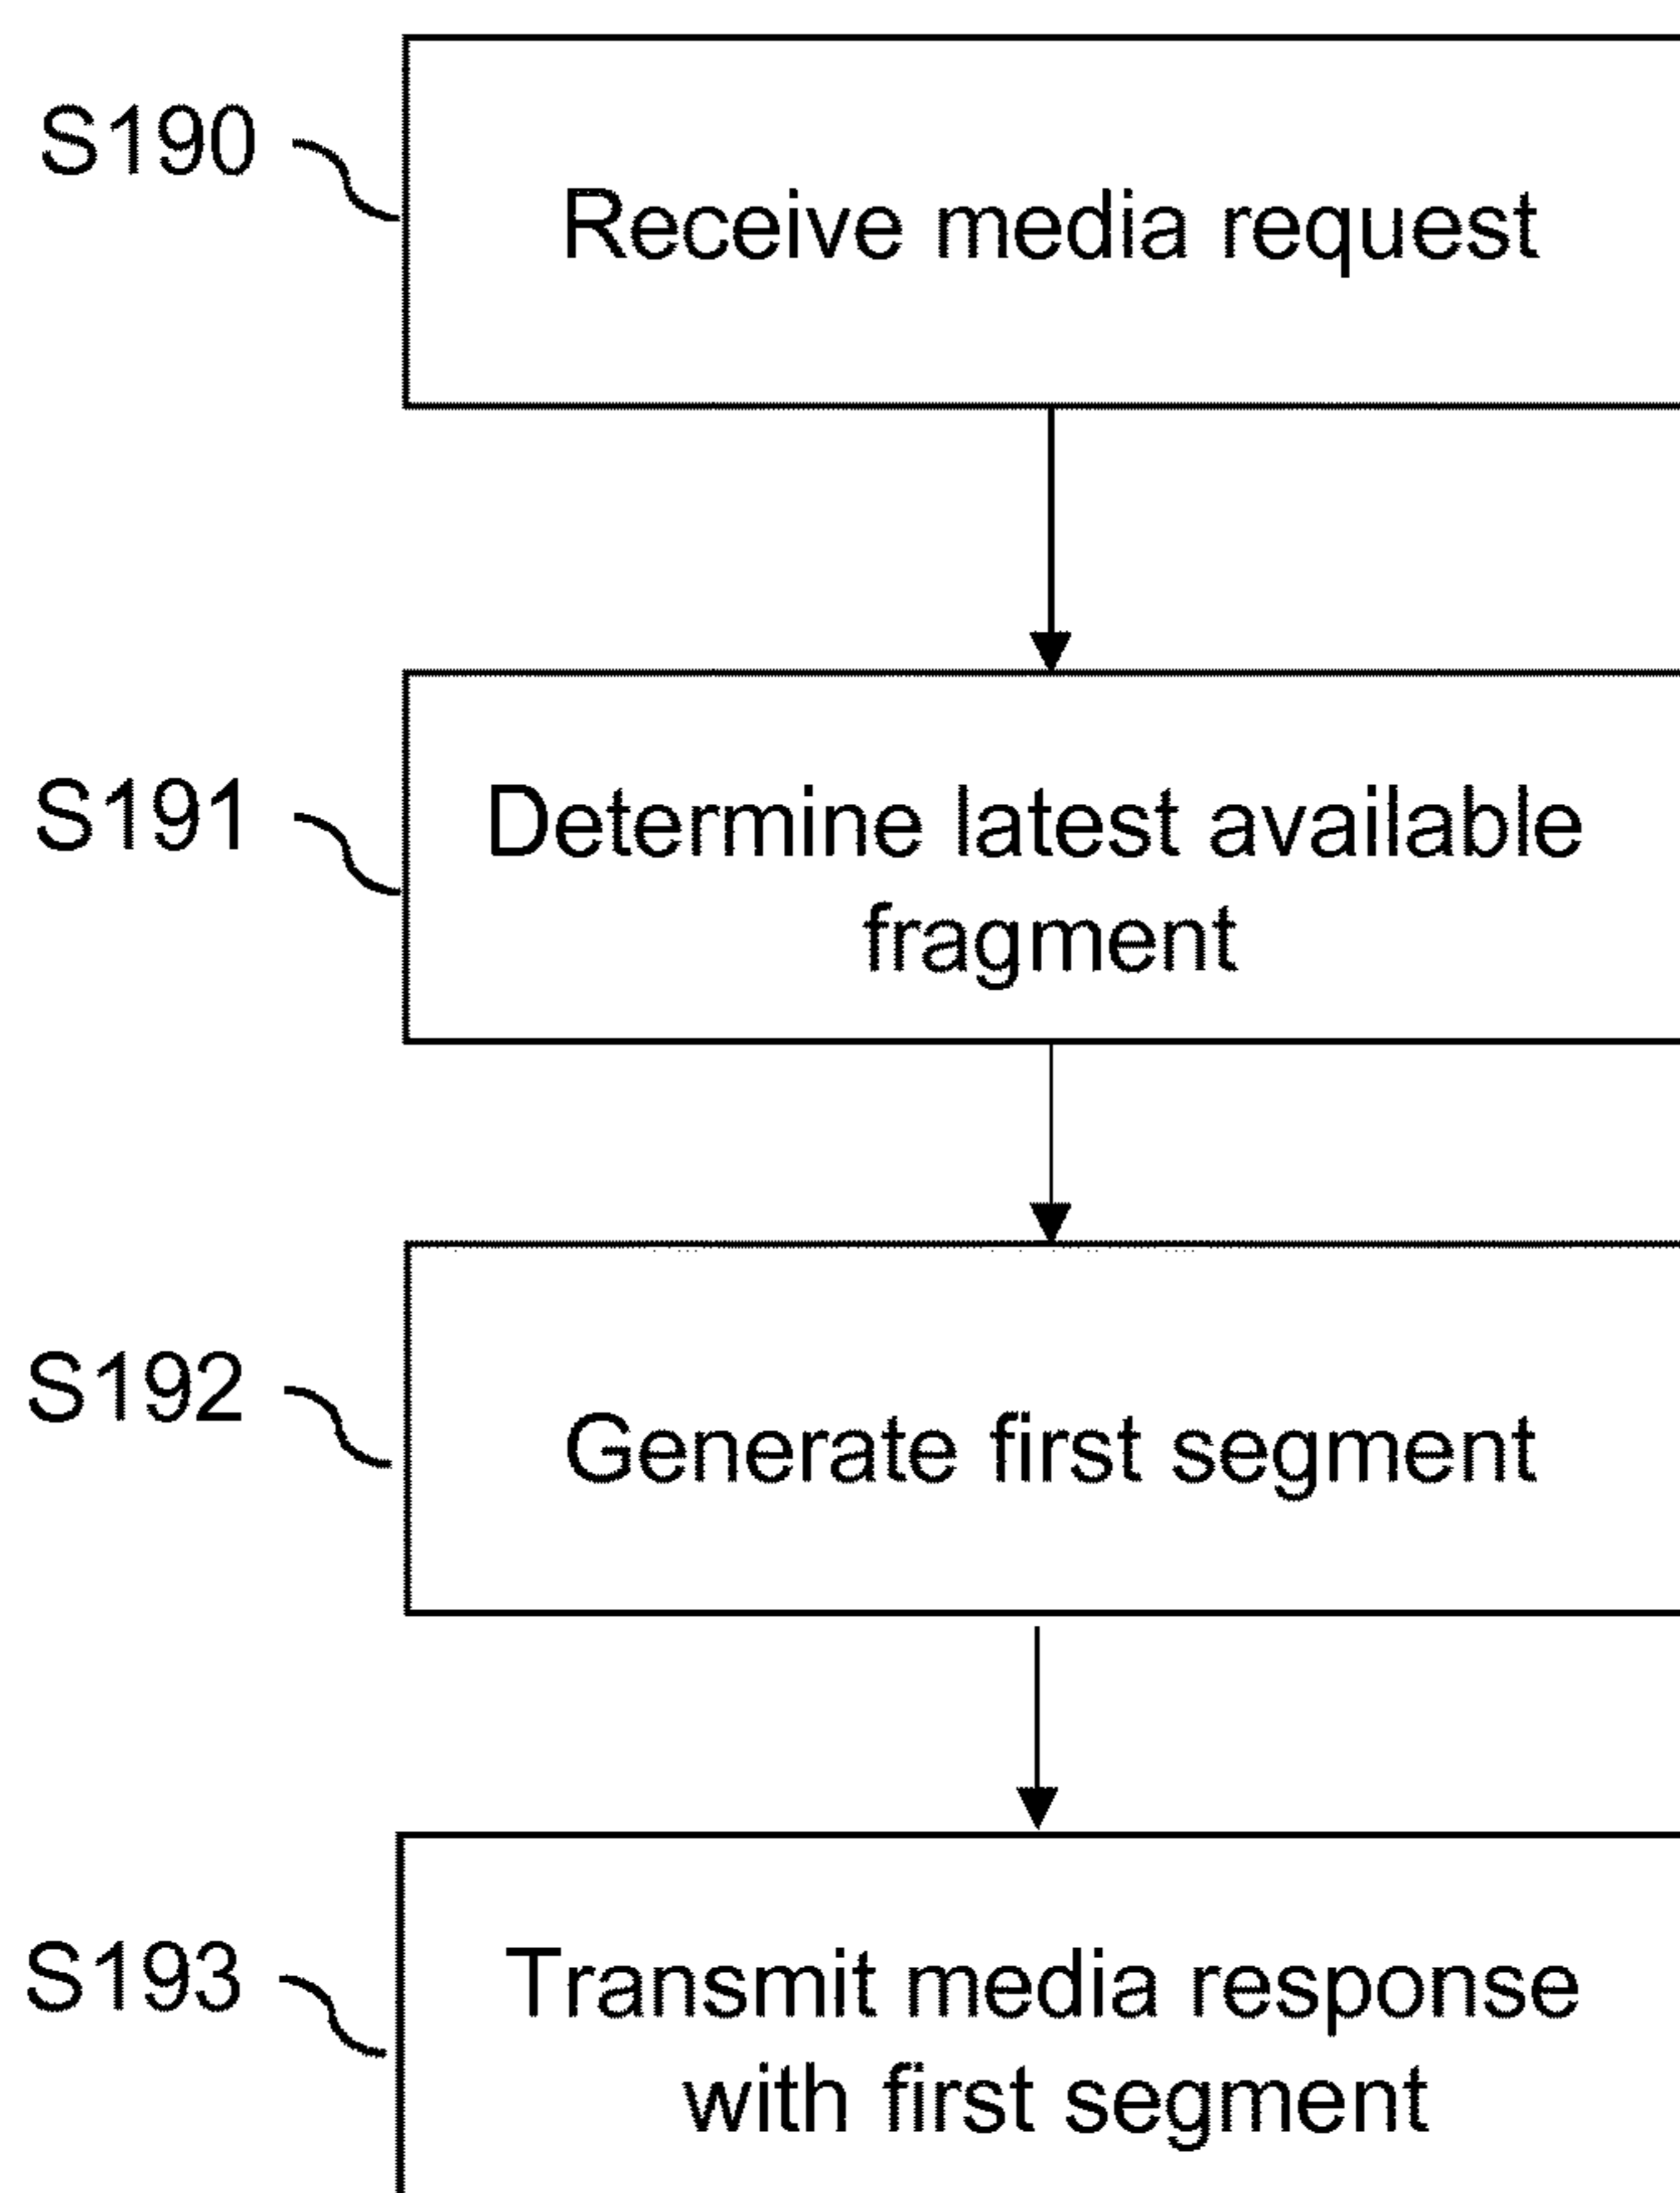 S190
Receive media request
S191
Determine latest available
fragment
S192
Generate first segment
S193
Transmit media response
with first segment